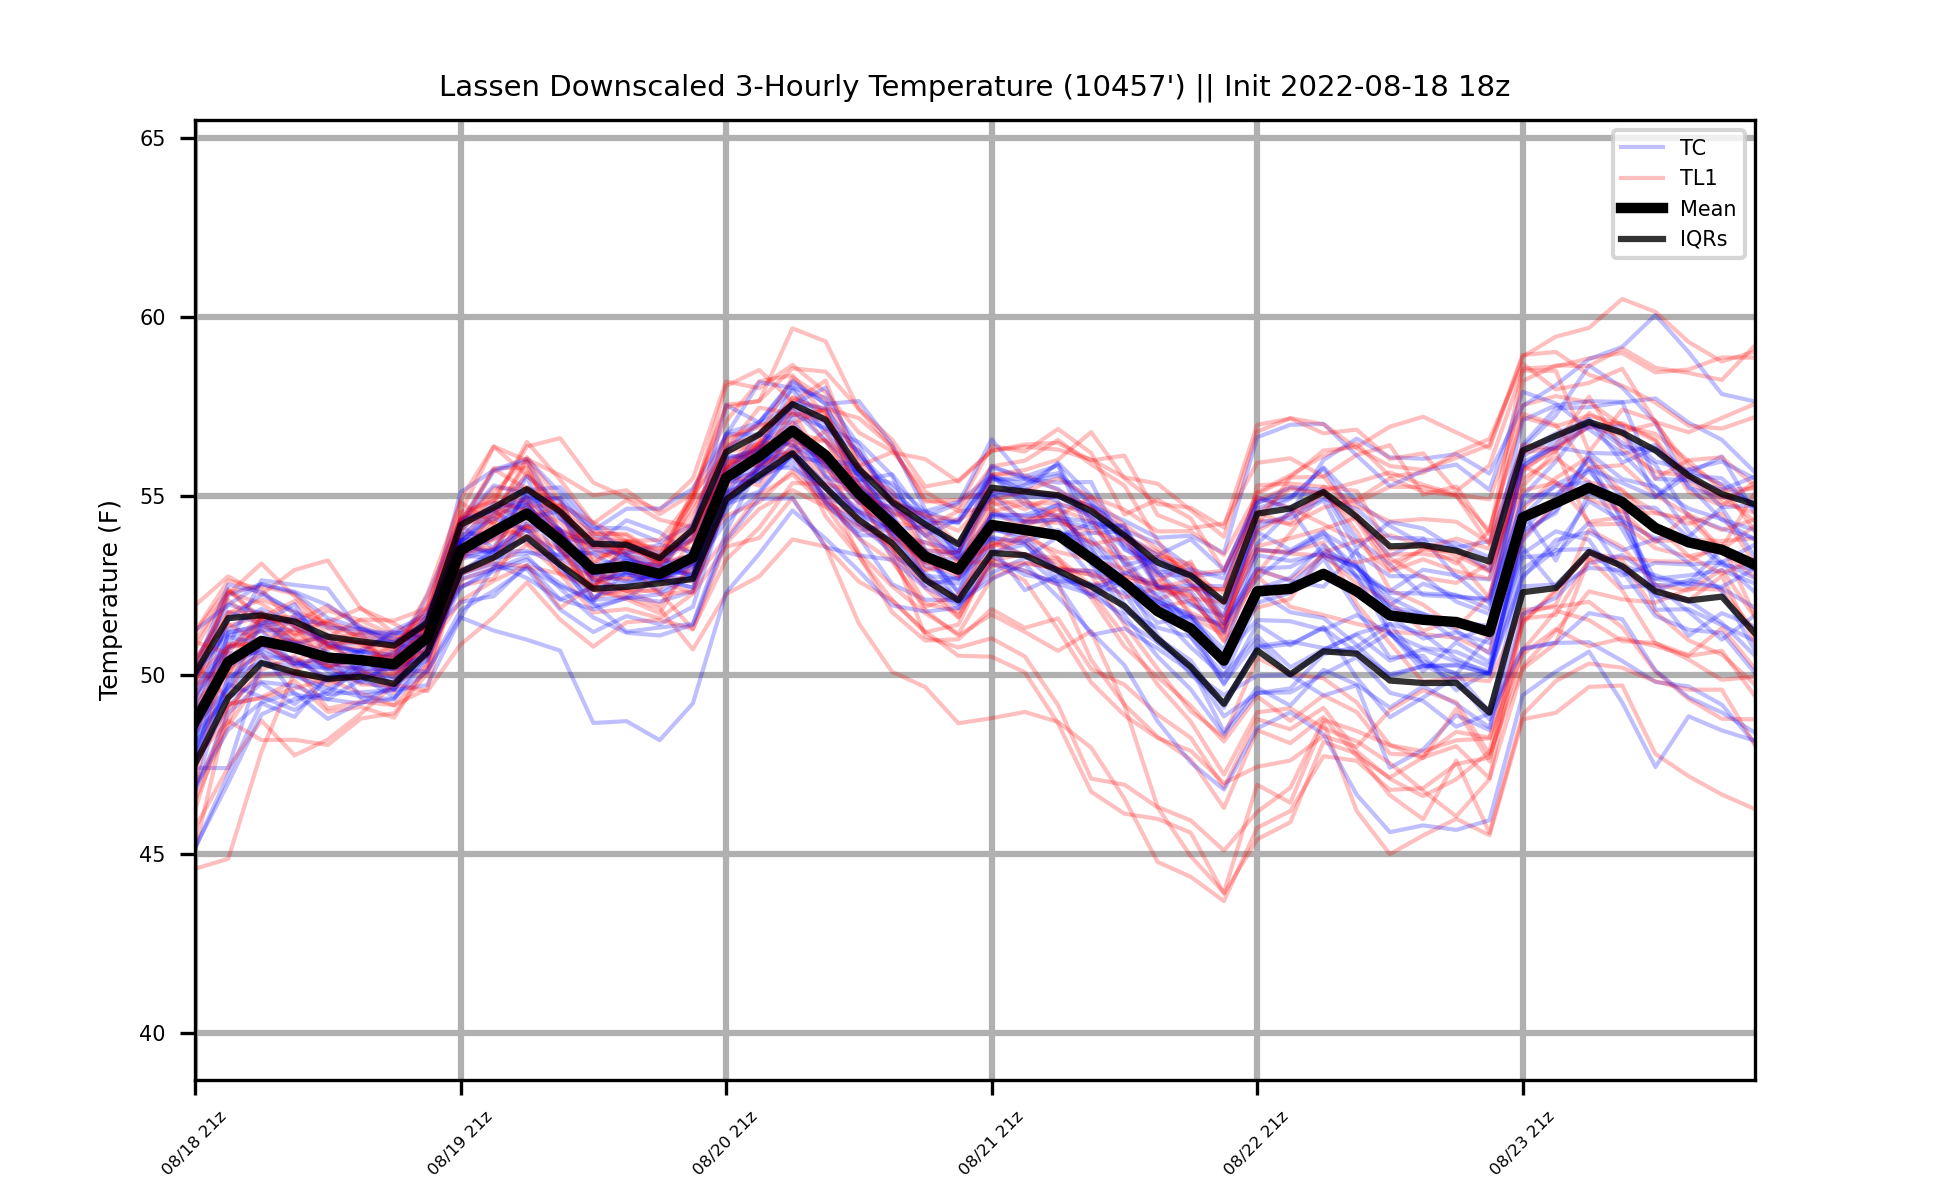 Lassen Downscaled 3-Hourly Temperature (10457') || Init 2022-08-18 18z
TC
TL1
Mean
IQRs
Temperature (F)
65
60
55
50
45
40
08/18 21z
08/19 21z
08/20 21z
08/21 21z
08/22 21z
08/23 21z